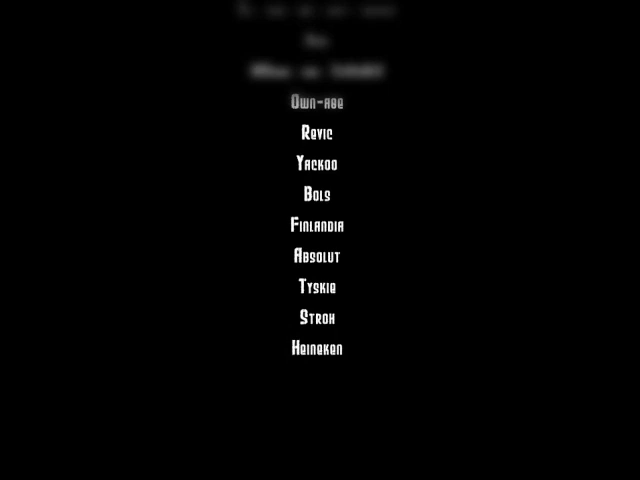 Own-age
Revic
Yackoo
Bols
Finlandia
Absolut
Tyskie
Stroh
Heineken